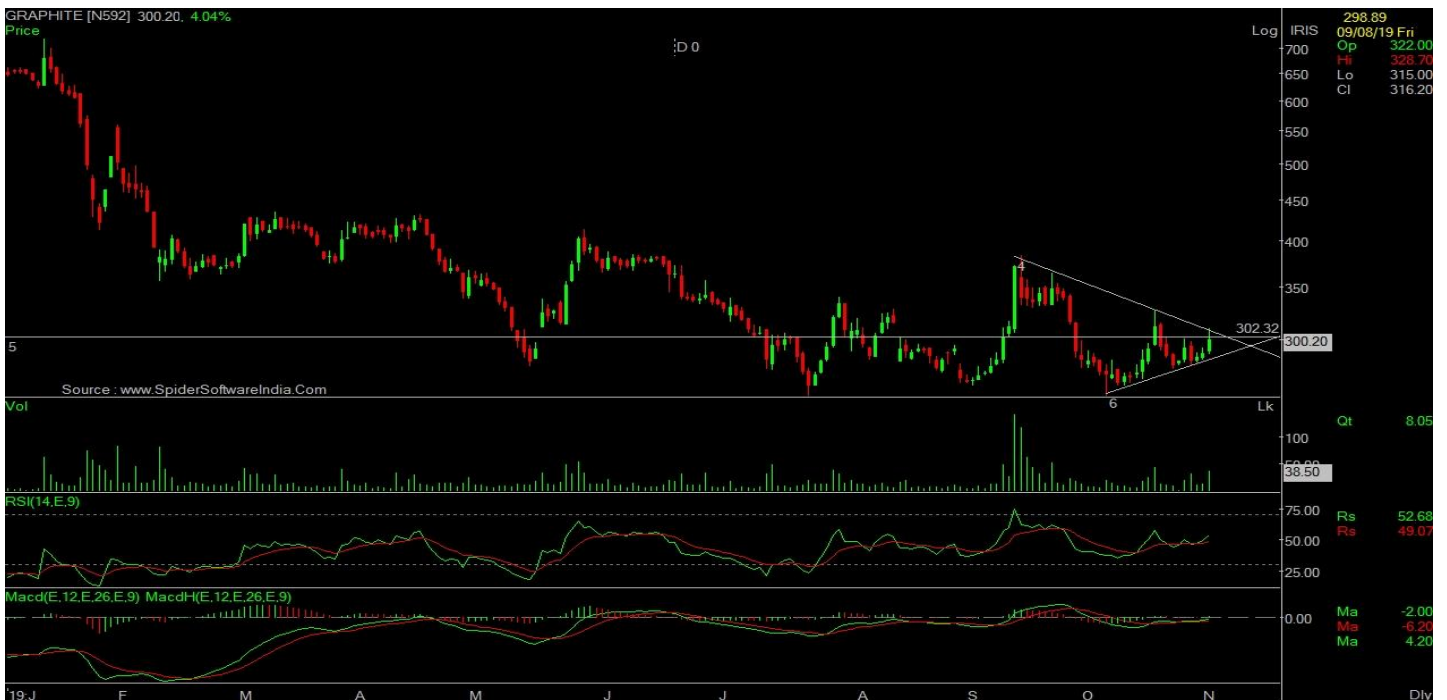 GRAPHITE [N592] 300.20, 4.04%
Price
D 0
Log
IRIS
298.89
09/08/19 Fri
Op 322.00
Hi 328.70
Lo 315.00
Cl 316.20
700
650
600
550
500
450
400
350
4
302.32
300.20
5
6
Source : www.SpiderSoftwareIndia.Com
Vol
Lk
Qt 8.05
100
38.50
RSI(14,E,9)
75.00
50.00
25.00
Rs 52.68
Rs 49.07
Macd(E,12,E,26,E,9) MacdH(E,12,E,26,E,9)
0.00
Ma -2.00
Ma -6.20
Ma 4.20
'19:J F M A M J J A S O N Dly